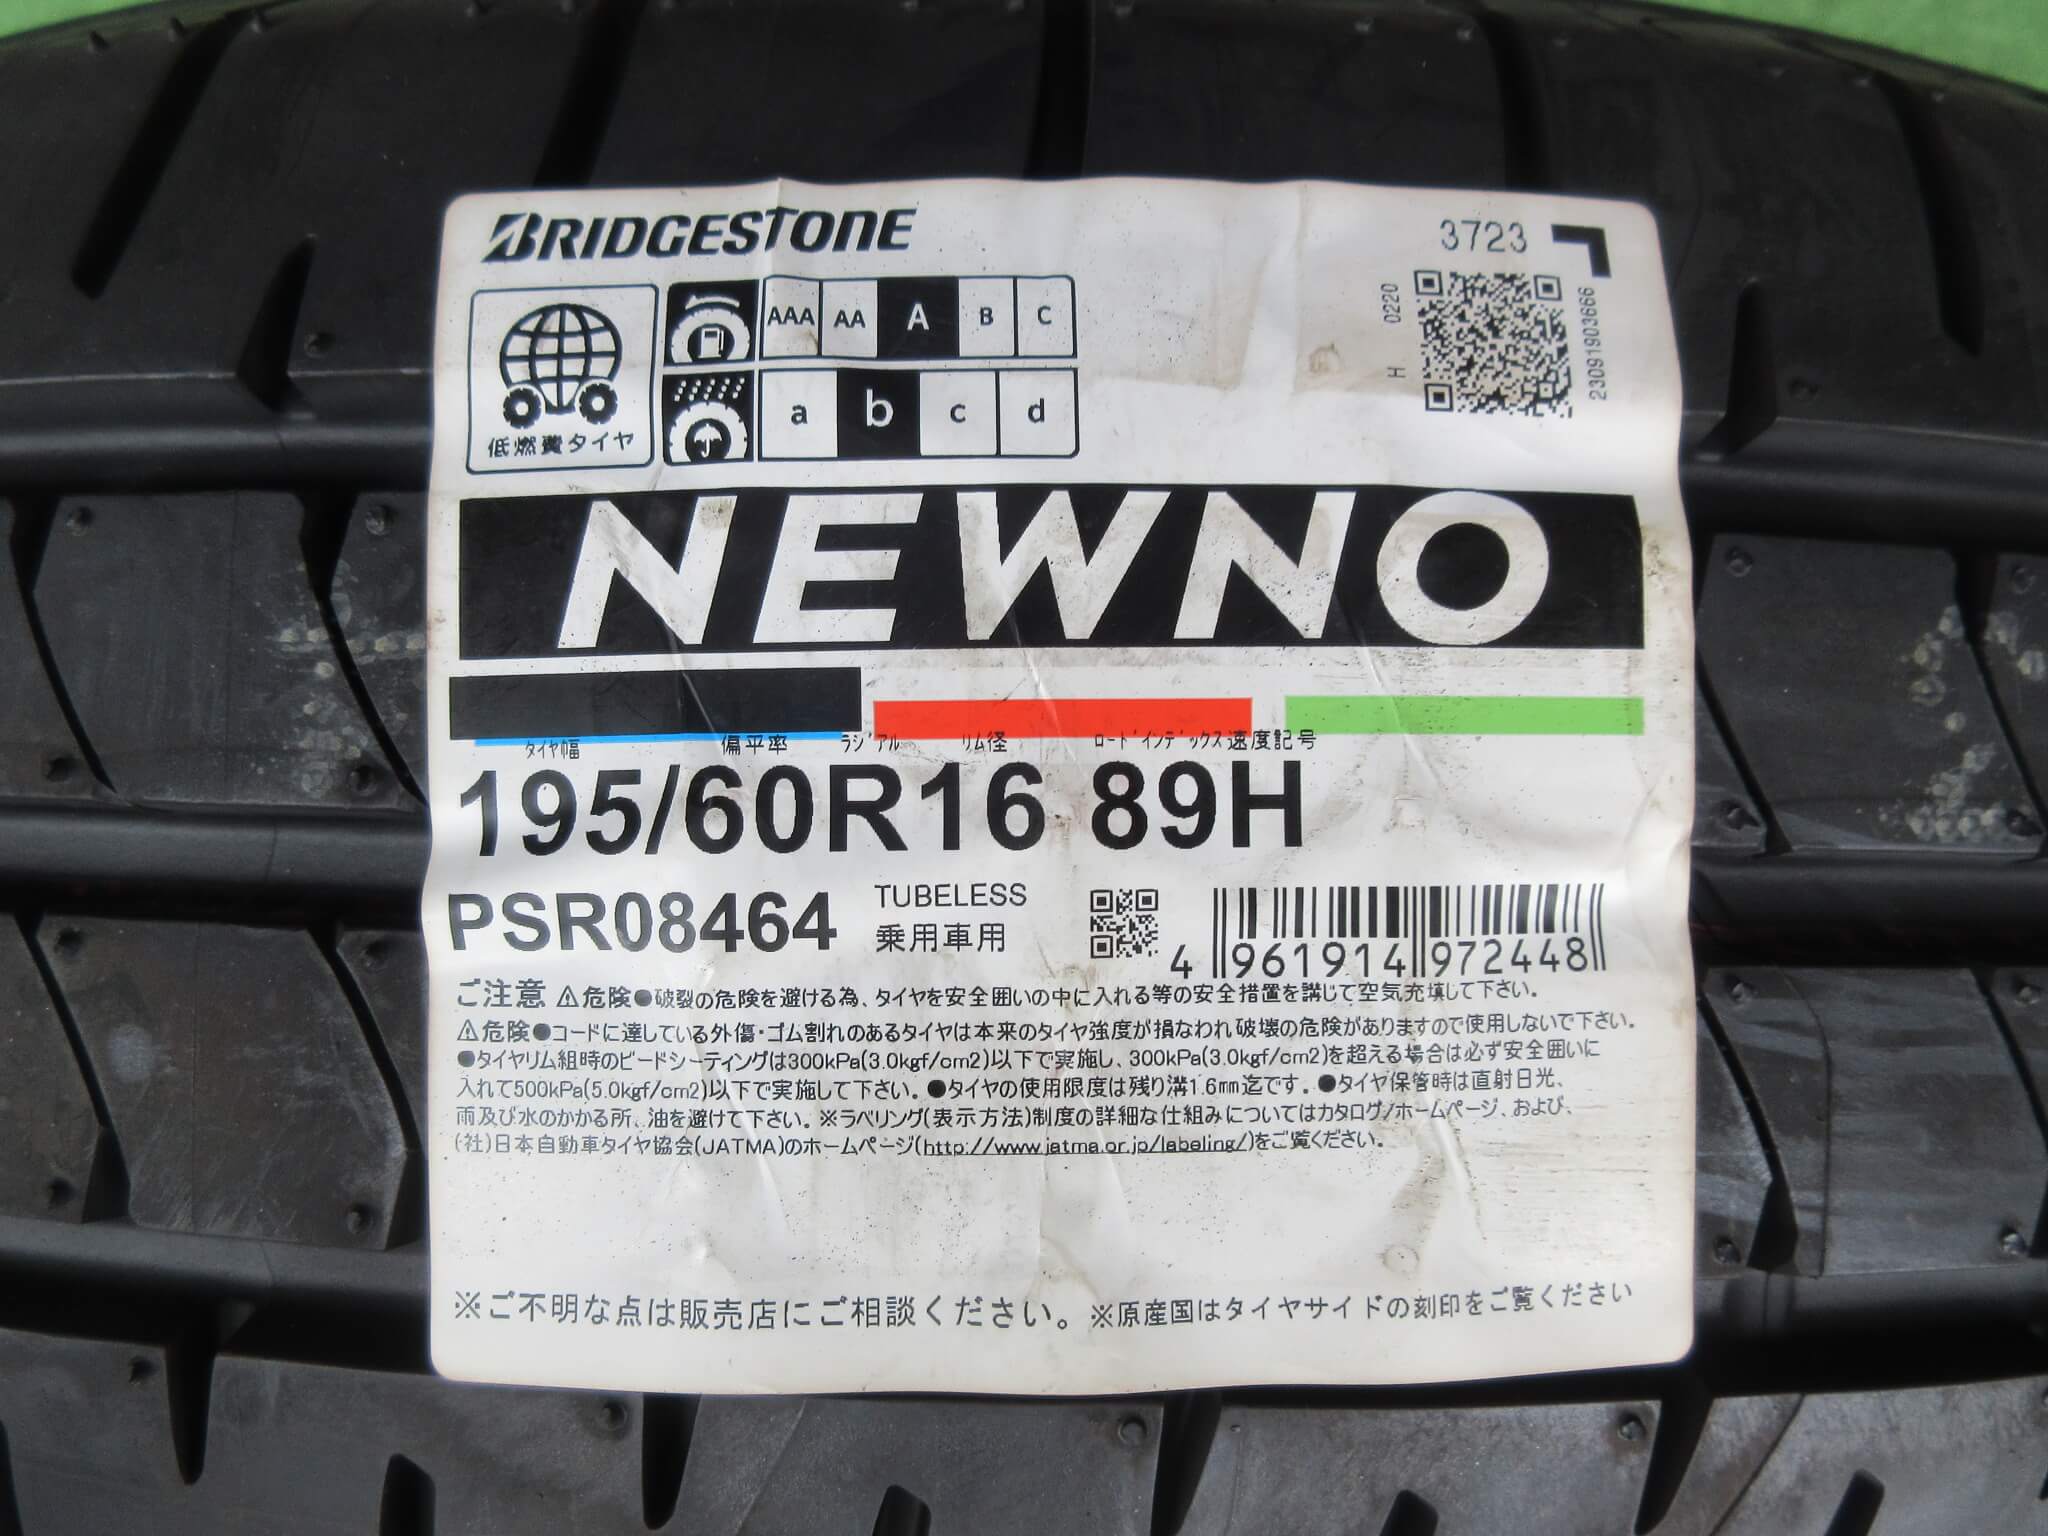 BRIDGESTONE
3723
H 0220
23091903666
AAA AA A B C
a b c d
低燃費タイヤ
NEWNO
タイヤ幅 偏平率 ラジアル リム径 ロードインデックス 速度記号
195/60R16 89H
PSR08464 TUBELESS
乗用車用
4 961914 972448
ご注意 ⚠危険●破裂の危険を避ける為、タイヤを安全囲いの中に入れる等の安全措置を講じて空気充填して下さい。
⚠危険●コードに達している外傷・ゴム割れのあるタイヤは本来のタイヤ強度が損なわれ破壊の危険がありますので使用しないで下さい。
●タイヤリム組時のビードシーティングは300kPa(3.0kgf/cm2)以下で実施し、300kPa(3.0kgf/cm2)を超える場合は必ず安全囲いに
入れて500kPa(5.0kgf/cm2)以下で実施して下さい。●タイヤの使用限度は残り溝1.6mm迄です。●タイヤ保管時は直射日光、
雨及び水のかかる所、油を避けて下さい。※ラベリング(表示方法)制度の詳細な仕組みについてはカタログ/ホームページ、および、
(社)日本自動車タイヤ協会(JATMA)のホームページ(http://www.jatma.or.jp/labeling/)をご覧ください。
※ご不明な点は販売店にご相談ください。※原産国はタイヤサイドの刻印をご覧ください